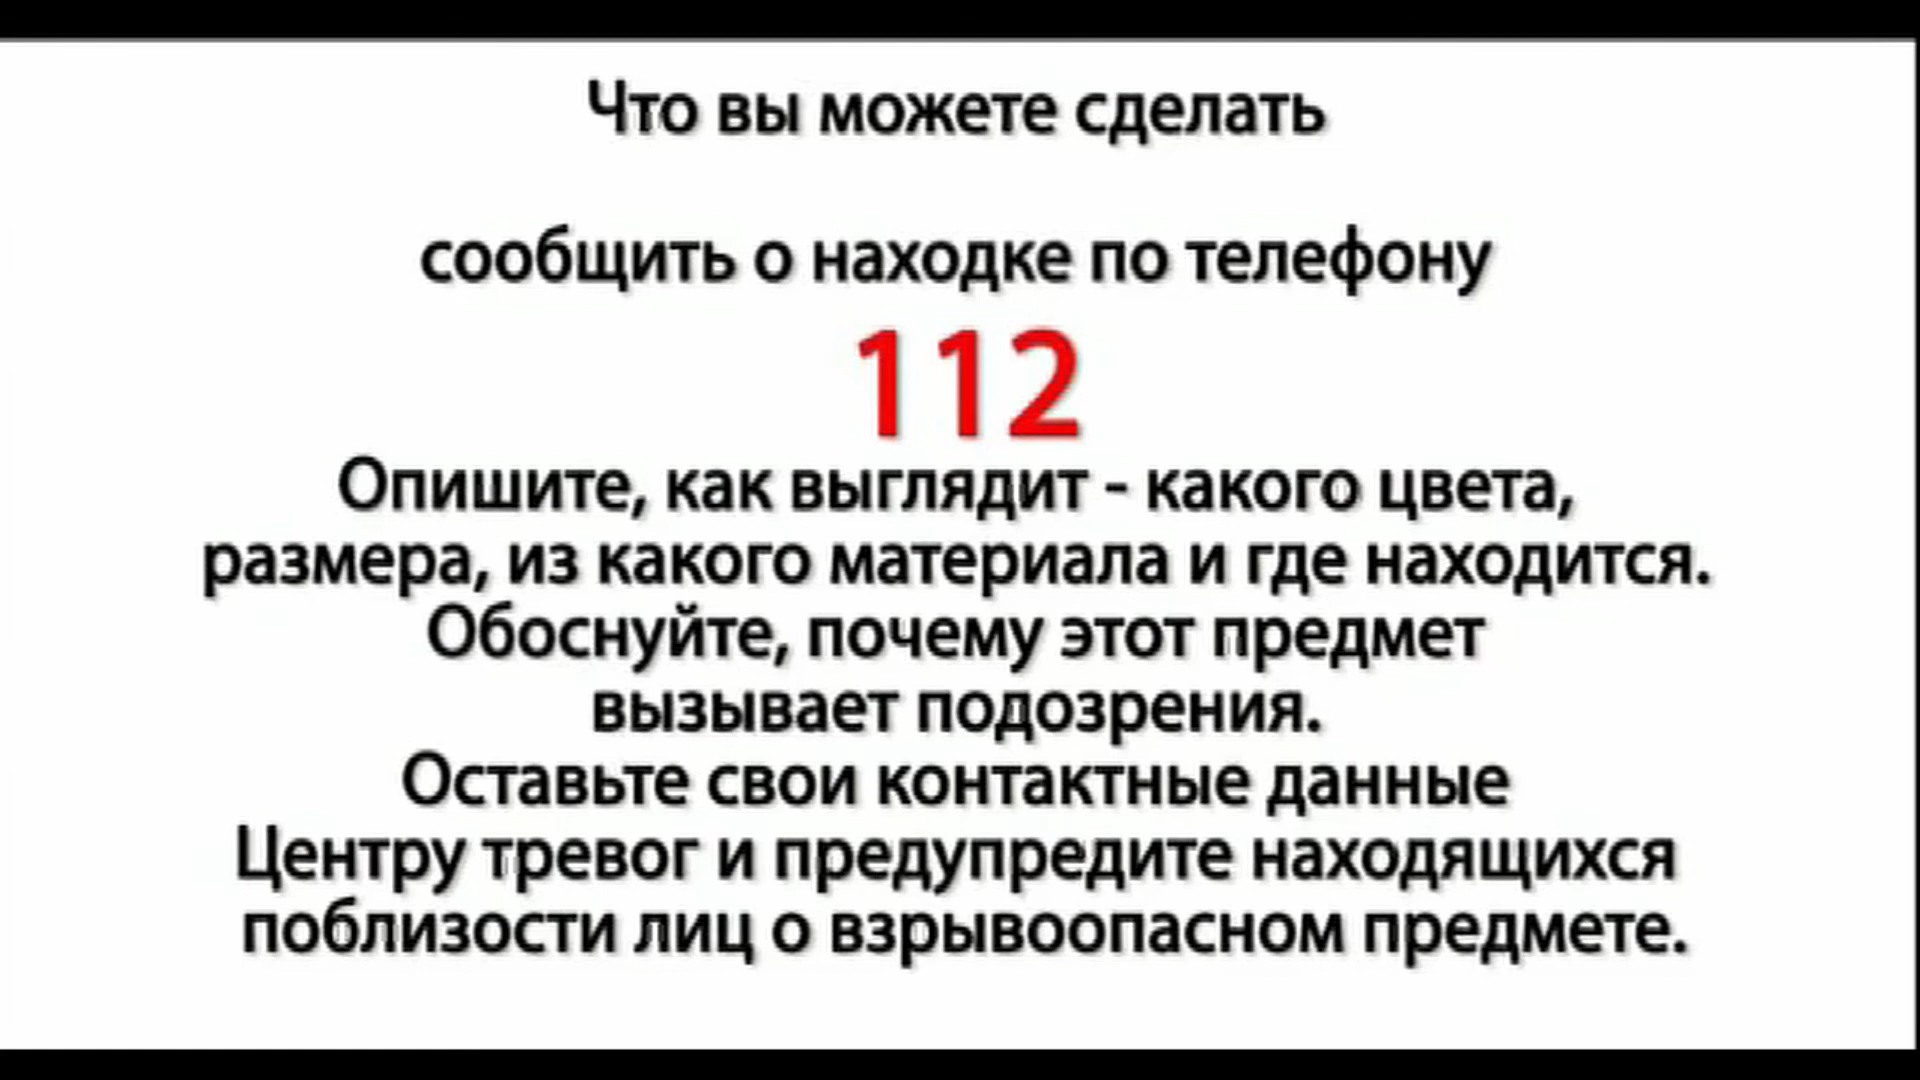 Что вы можете сделать
сообщить о находке по телефону
112
Опишите, как выглядит - какого цвета,
размера, из какого материала и где находится.
Обоснуйте, почему этот предмет
вызывает подозрения.
Оставьте свои контактные данные
Центру тревог и предупредите находящихся
поблизости лиц о взрывоопасном предмете.